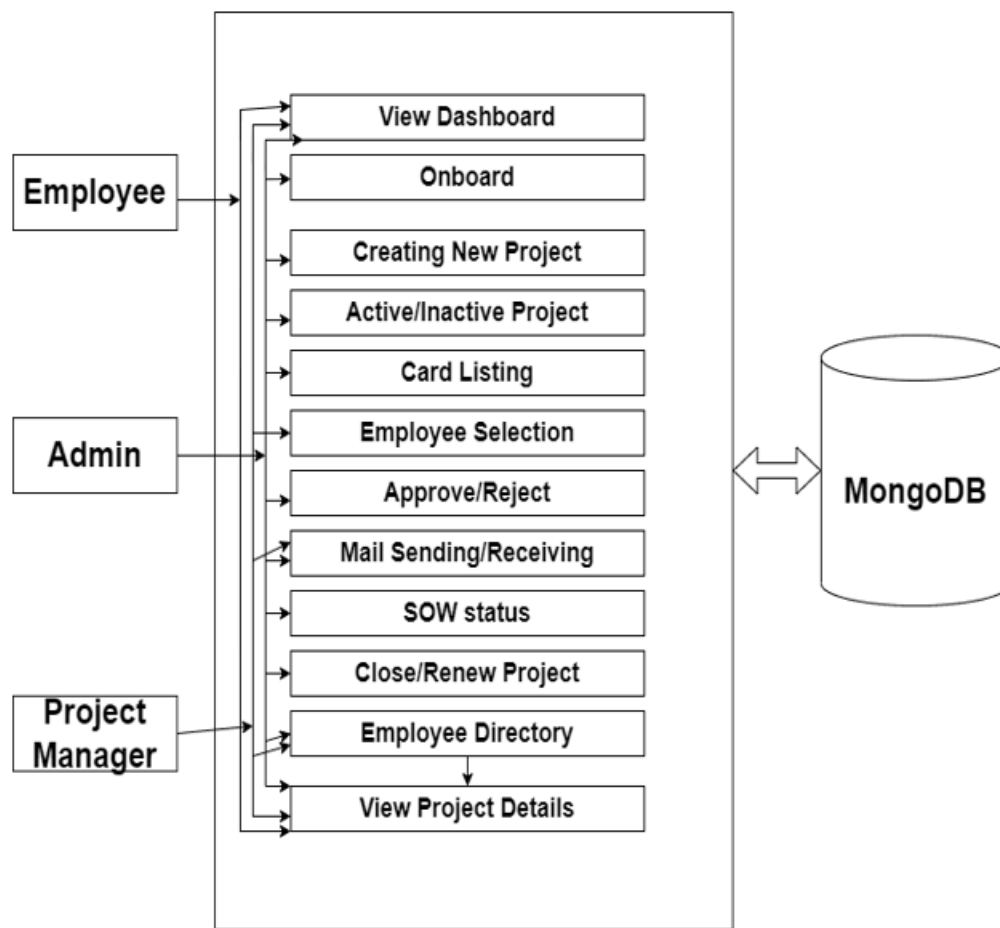 View Dashboard
Onboard
Employee
Creating New Project
Active/Inactive Project
Card Listing
Employee Selection
Admin
Approve/Reject
MongoDB
Mail Sending/Receiving
SOW status
Close/Renew Project
Project
Manager
Employee Directory
View Project Details